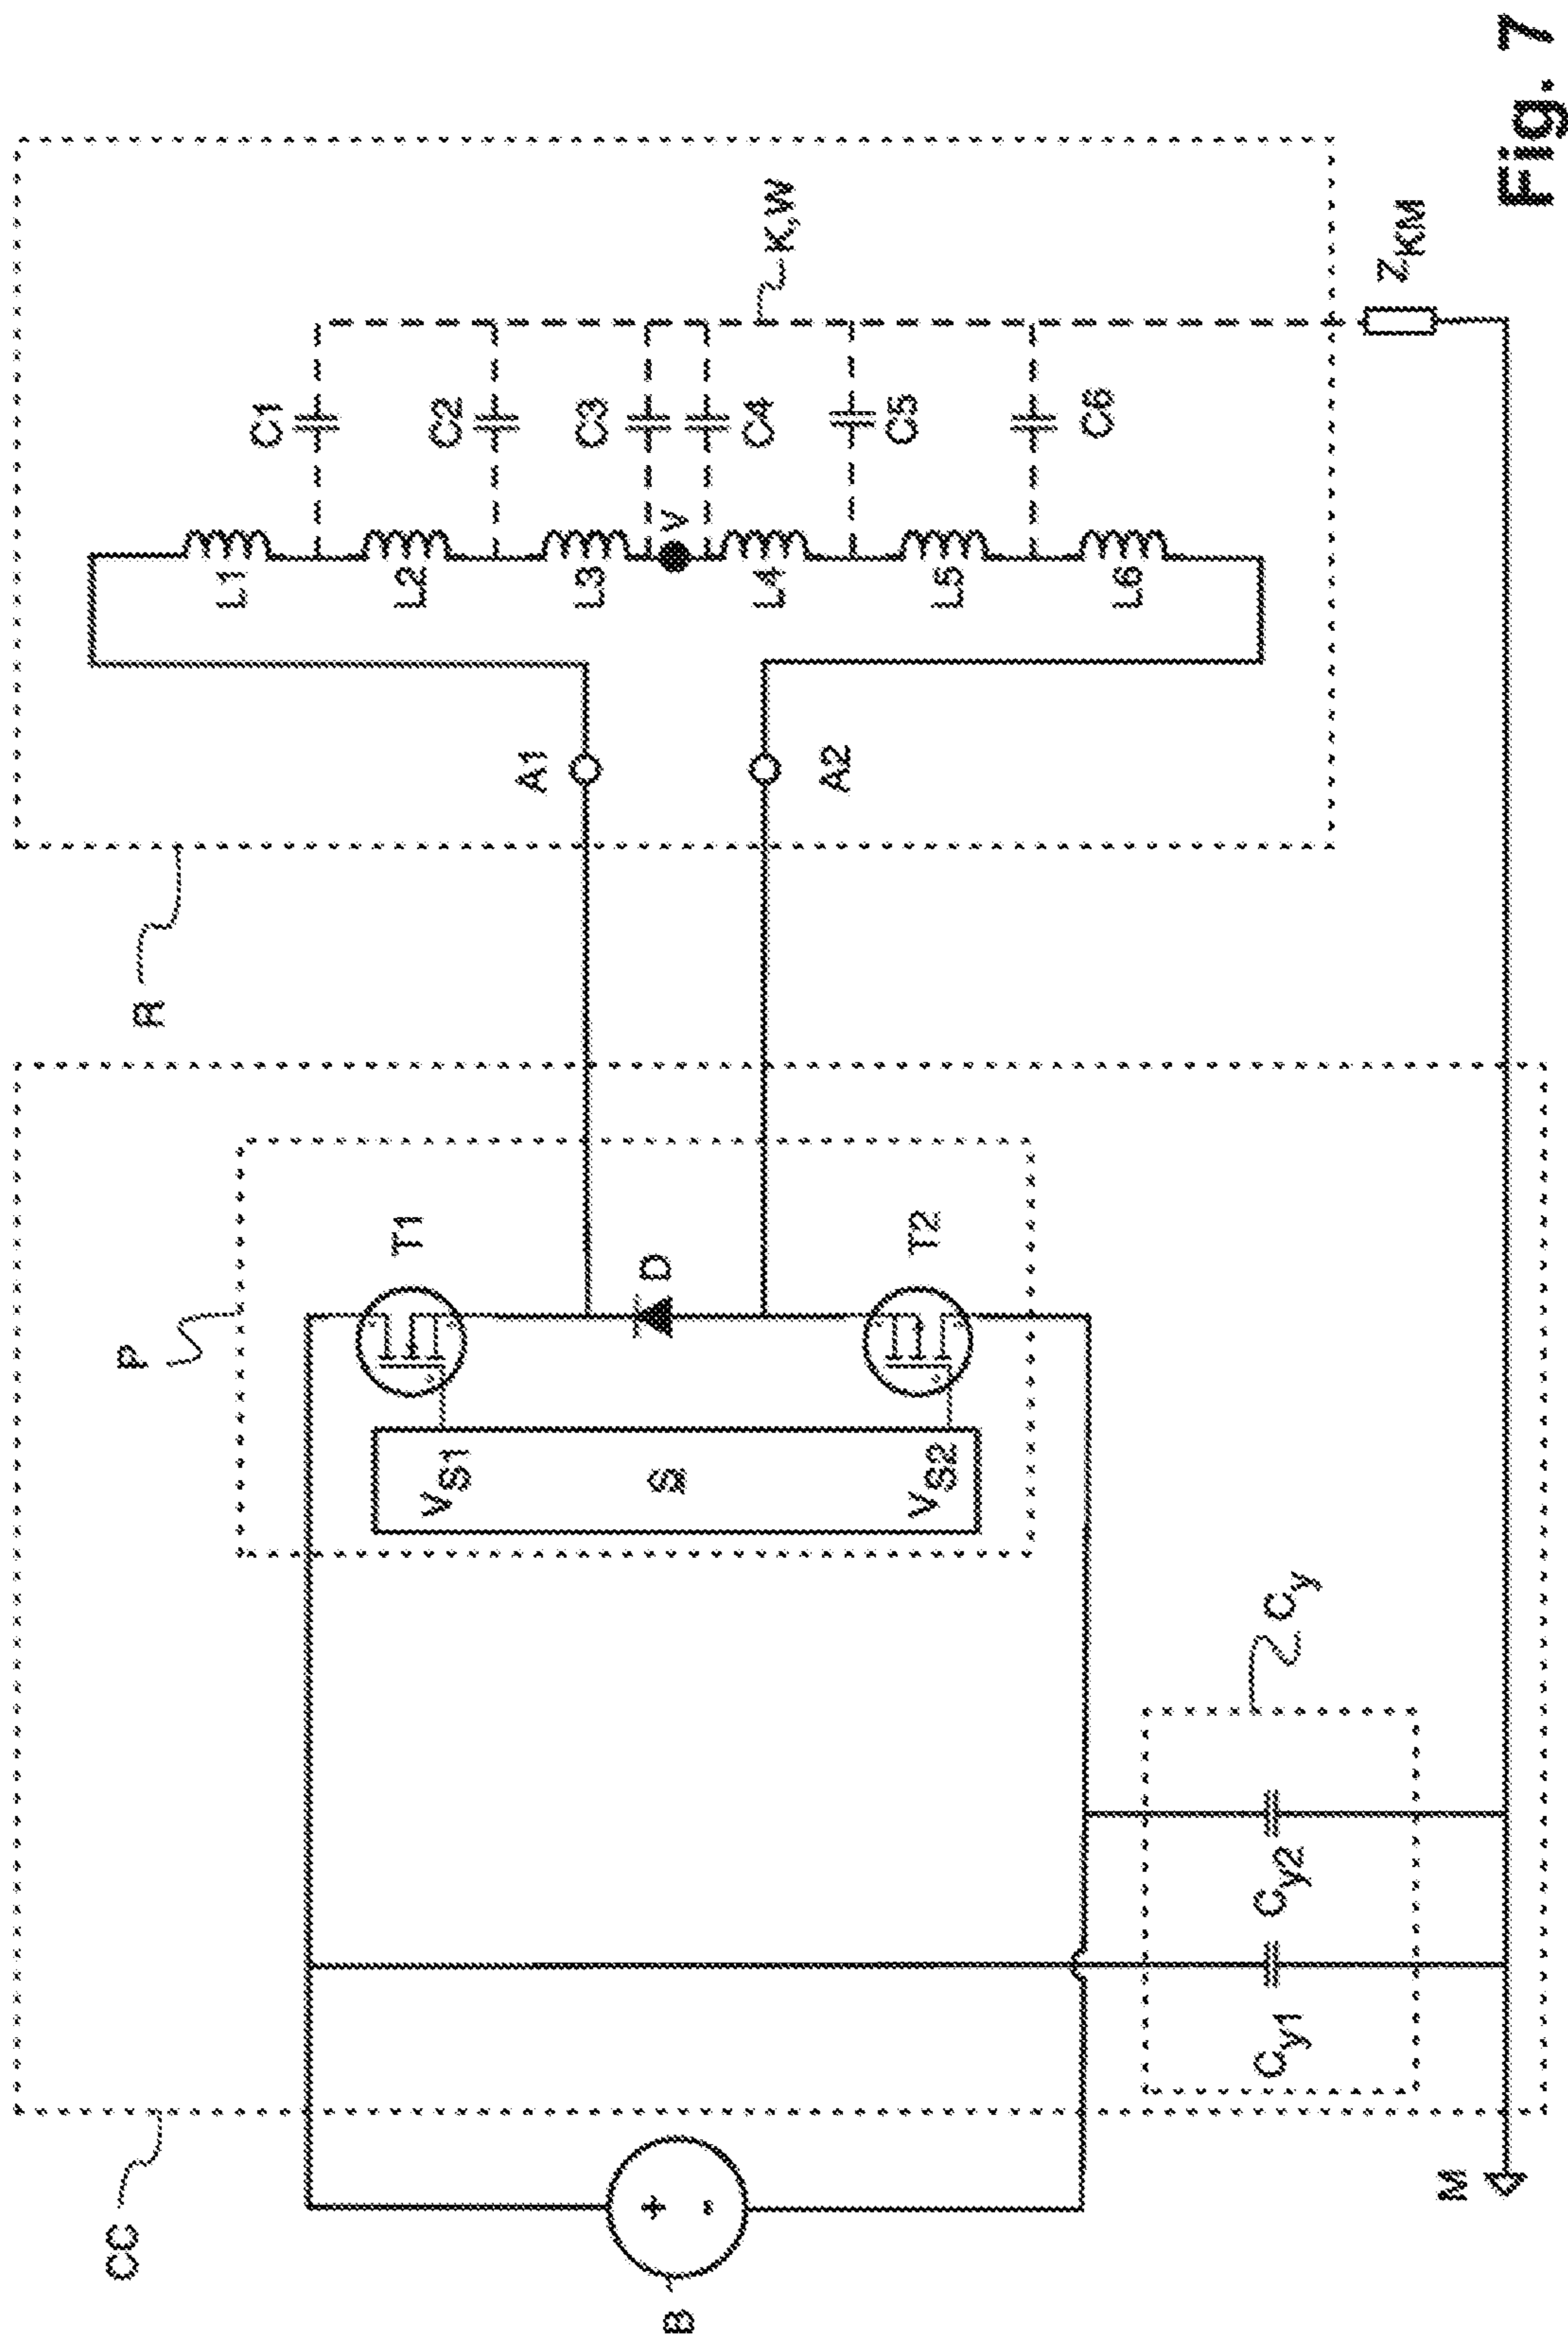 CC
B
+
-
M
Cy1
Cy2
Cy
P
VS1
S
VS2
T1
D
T2
R
A1
A2
L1
L2
L3
L4
L5
L6
V
C1
C2
C3
C4
C5
C6
K,W
ZKM
Fig. 7